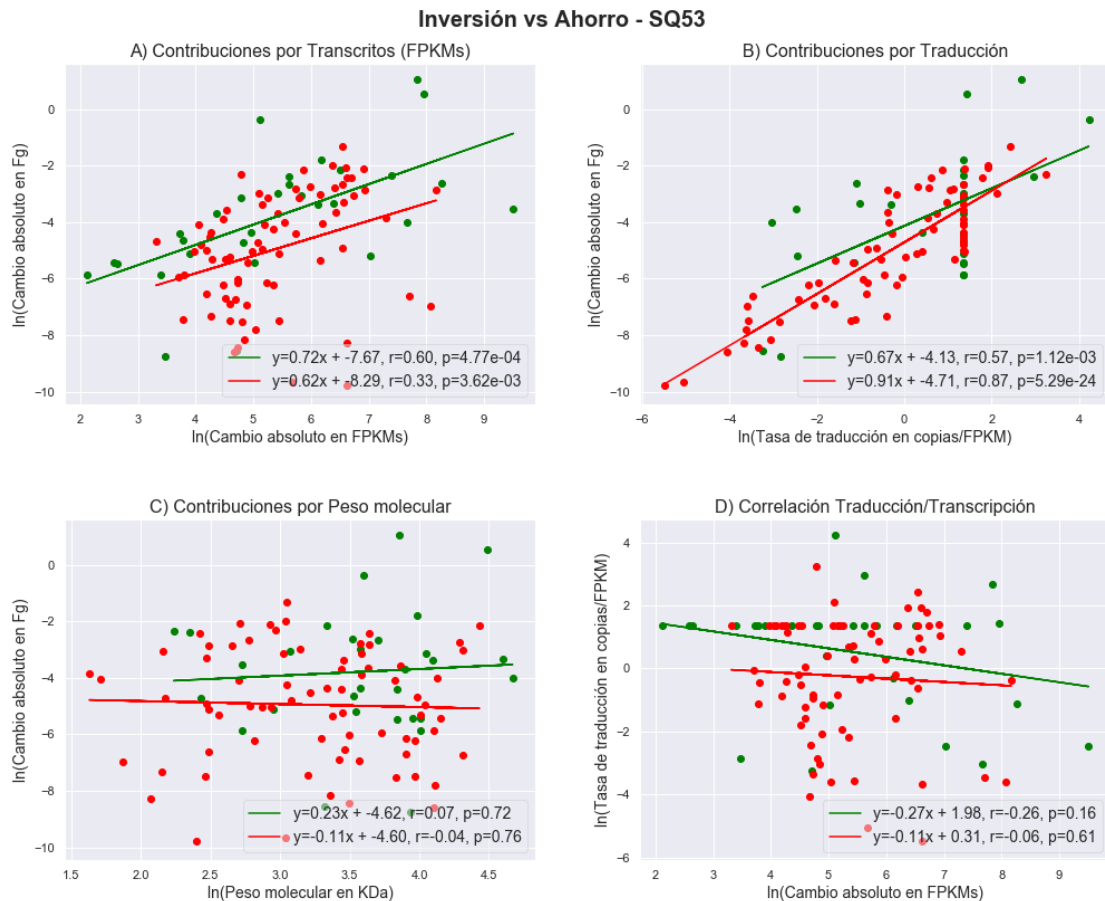 Inversión vs Ahorro - SQ53
A) Contribuciones por Transcritos (FPKMs)
ln(Cambio absoluto en Fg)
0
−2
−4
−6
−8
−10
y=0.72x + -7.67, r=0.60, p=4.77e-04
y=0.62x + -8.29, r=0.33, p=3.62e-03
2 3 4 5 6 7 8 9
ln(Cambio absoluto en FPKMs)
B) Contribuciones por Traducción
ln(Cambio absoluto en Fg)
0
−2
−4
−6
−8
−10
y=0.67x + -4.13, r=0.57, p=1.12e-03
y=0.91x + -4.71, r=0.87, p=5.29e-24
−6 −4 −2 0 2 4
ln(Tasa de traducción en copias/FPKM)
C) Contribuciones por Peso molecular
ln(Cambio absoluto en Fg)
0
−2
−4
−6
−8
−10
y=0.23x + -4.62, r=0.07, p=0.72
y=-0.11x + -4.60, r=-0.04, p=0.76
1.5 2.0 2.5 3.0 3.5 4.0 4.5
ln(Peso molecular en KDa)
D) Correlación Traducción/Transcripción
ln(Tasa de traducción en copias/FPKM)
4
2
0
−2
−4
−6
y=-0.27x + 1.98, r=-0.26, p=0.16
y=-0.11x + 0.31, r=-0.06, p=0.61
2 3 4 5 6 7 8 9
ln(Cambio absoluto en FPKMs)